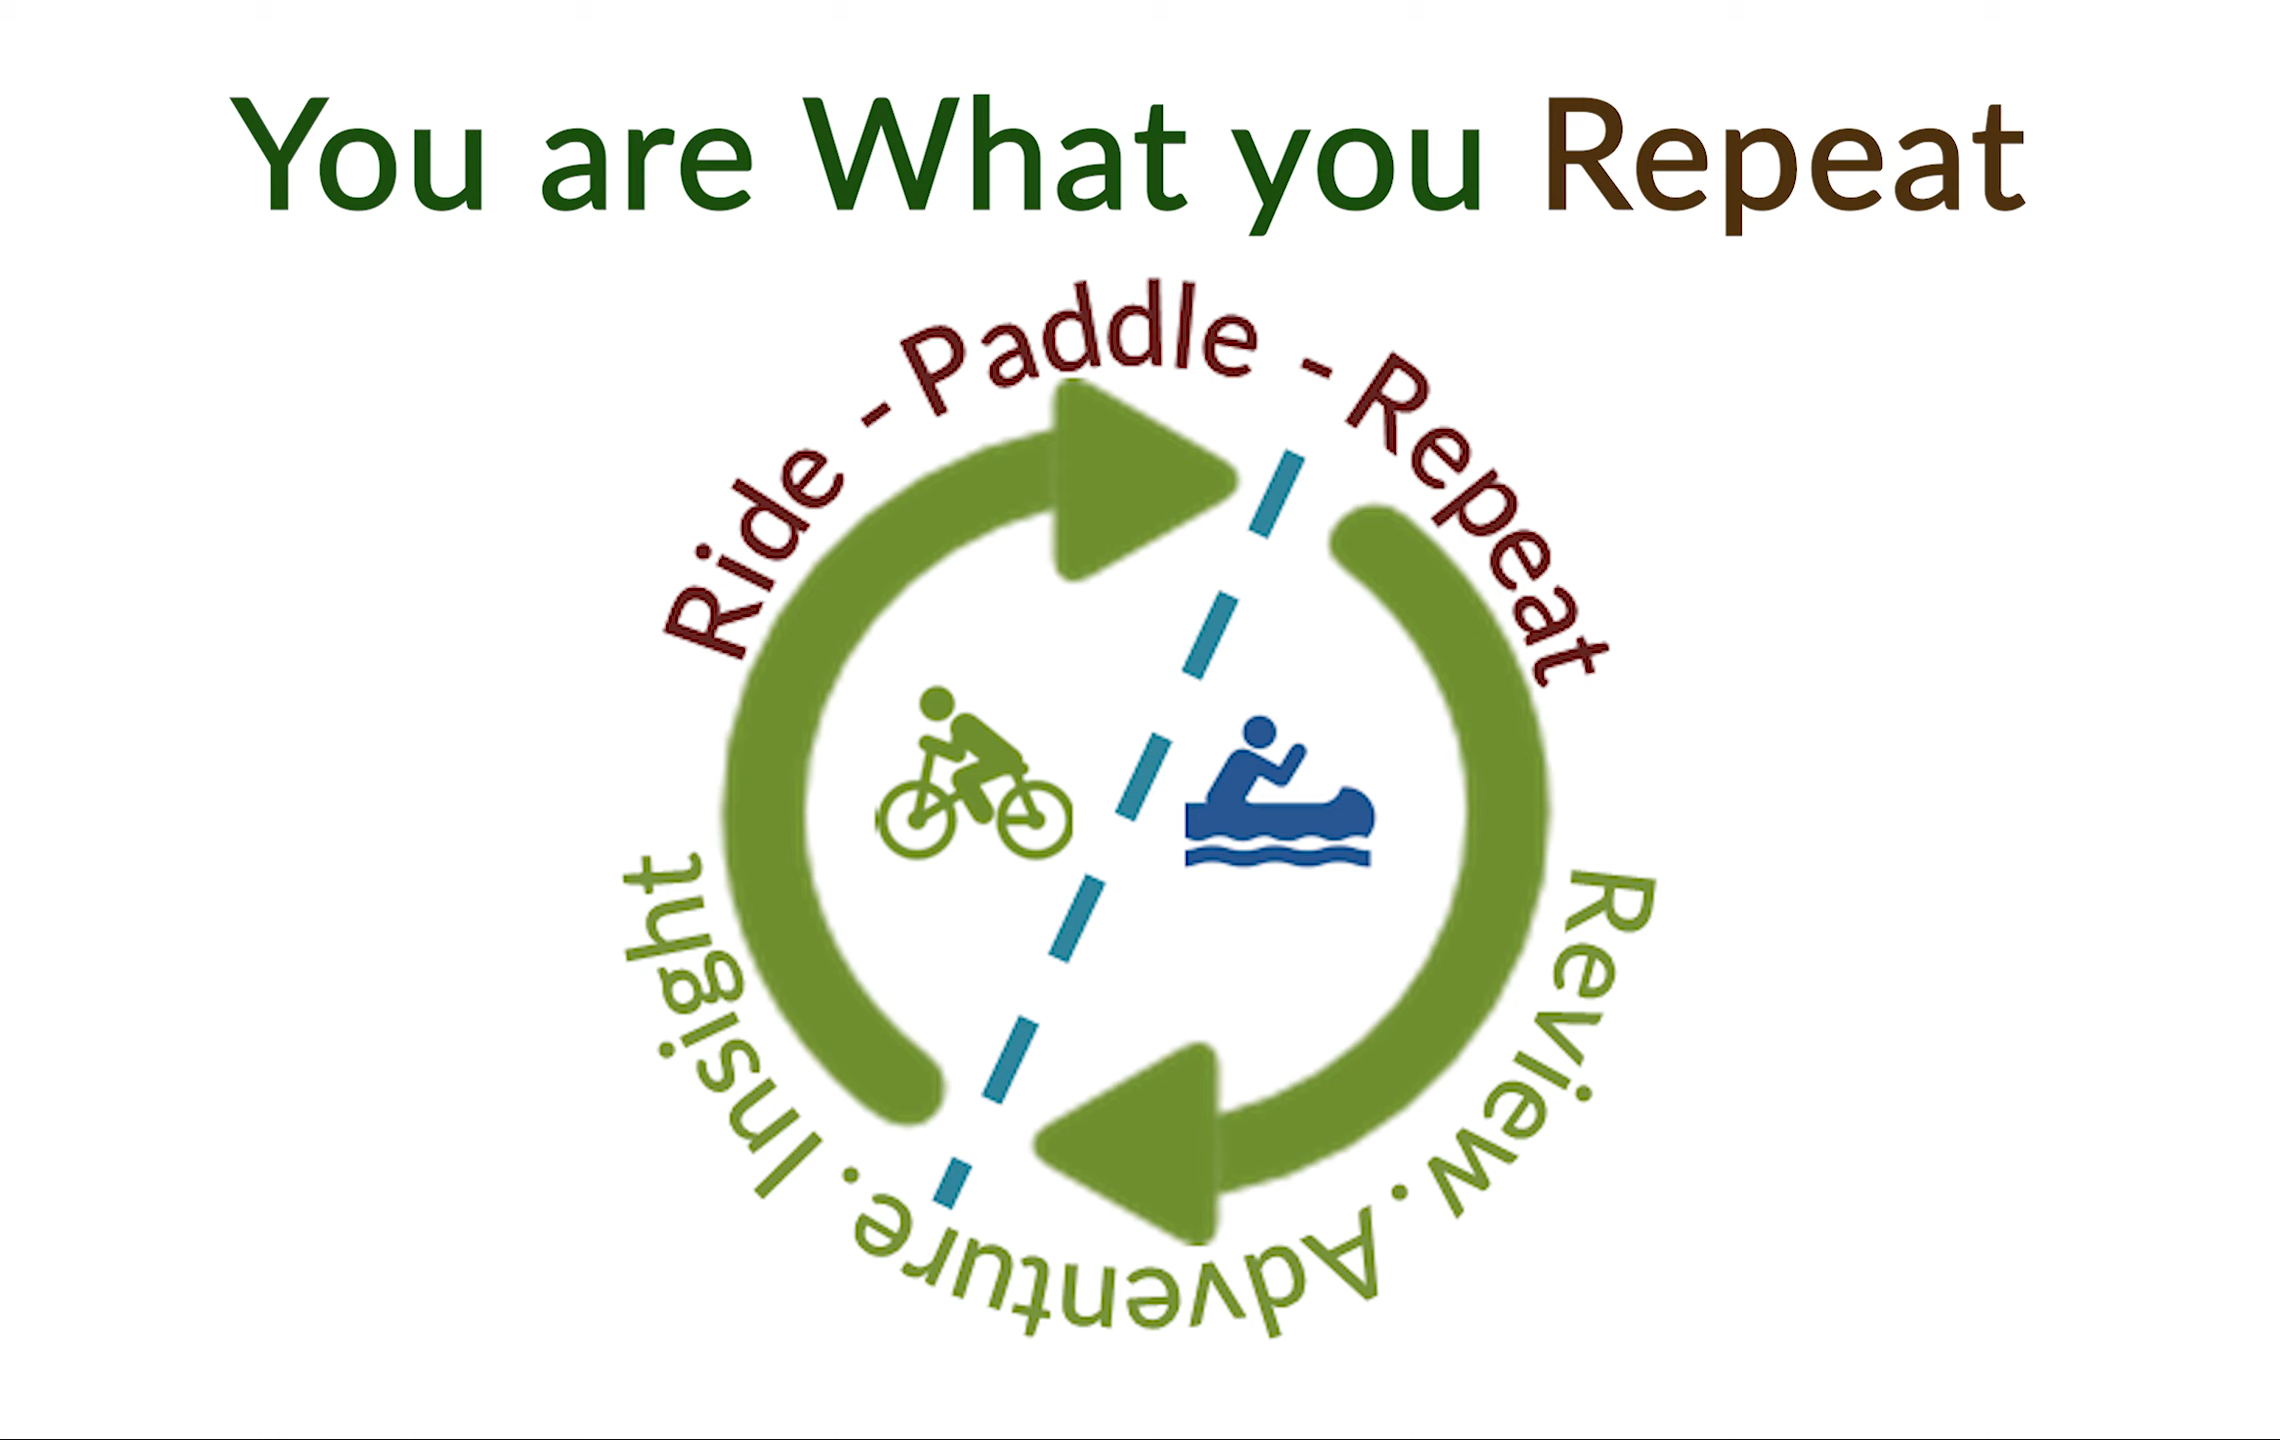 You are What you Repeat
Ride - Paddle - Repeat
Review . Adventure . Insight